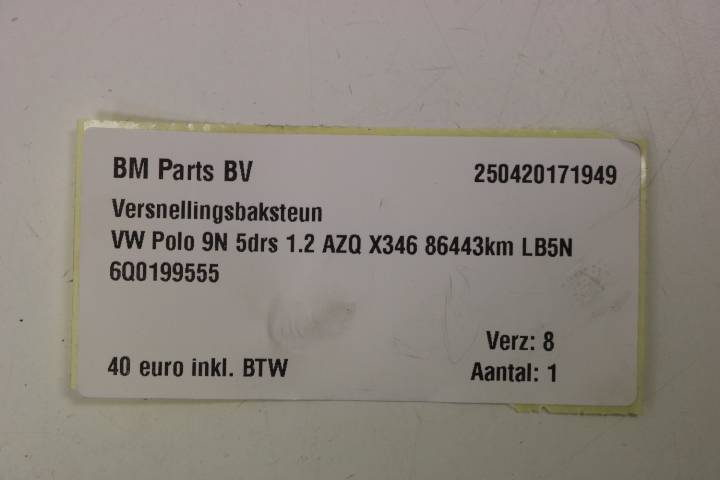 BM Parts BV 250420171949
Versnellingsbaksteun
VW Polo 9N 5drs 1.2 AZQ X346 86443km LB5N
6Q0199555
Verz: 8
40 euro inkl. BTW Aantal: 1